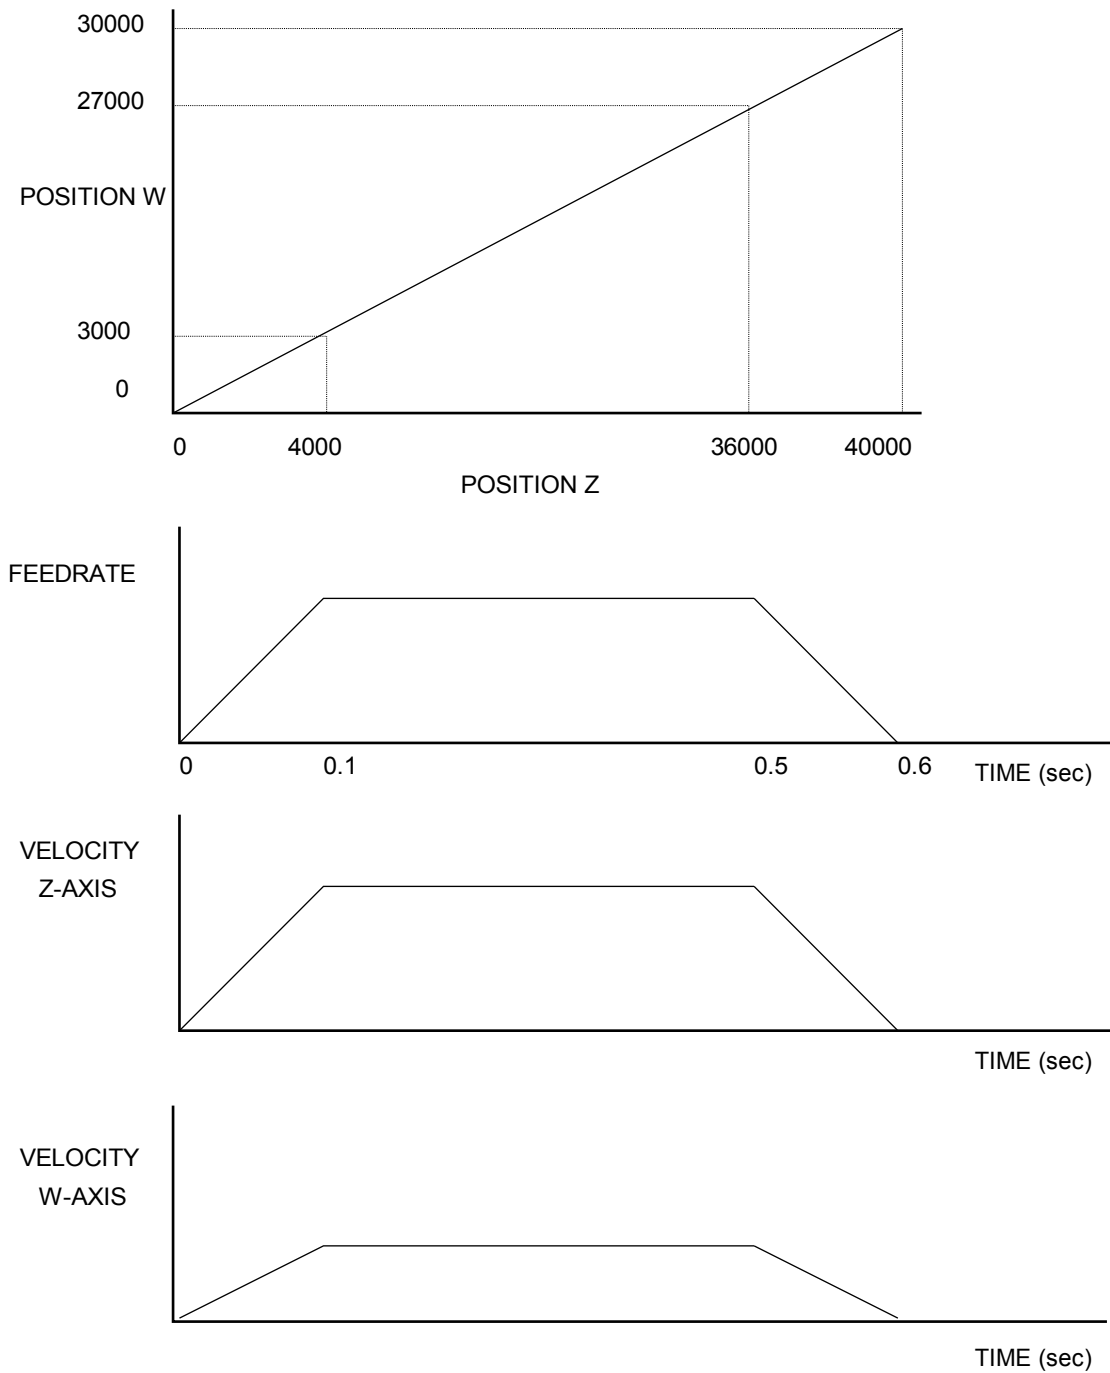 30000
27000
POSITION W
3000
0
0 4000 36000 40000
POSITION Z
FEEDRATE
0 0.1 0.5 0.6 TIME (sec)
VELOCITY
Z-AXIS
TIME (sec)
VELOCITY
W-AXIS
TIME (sec)